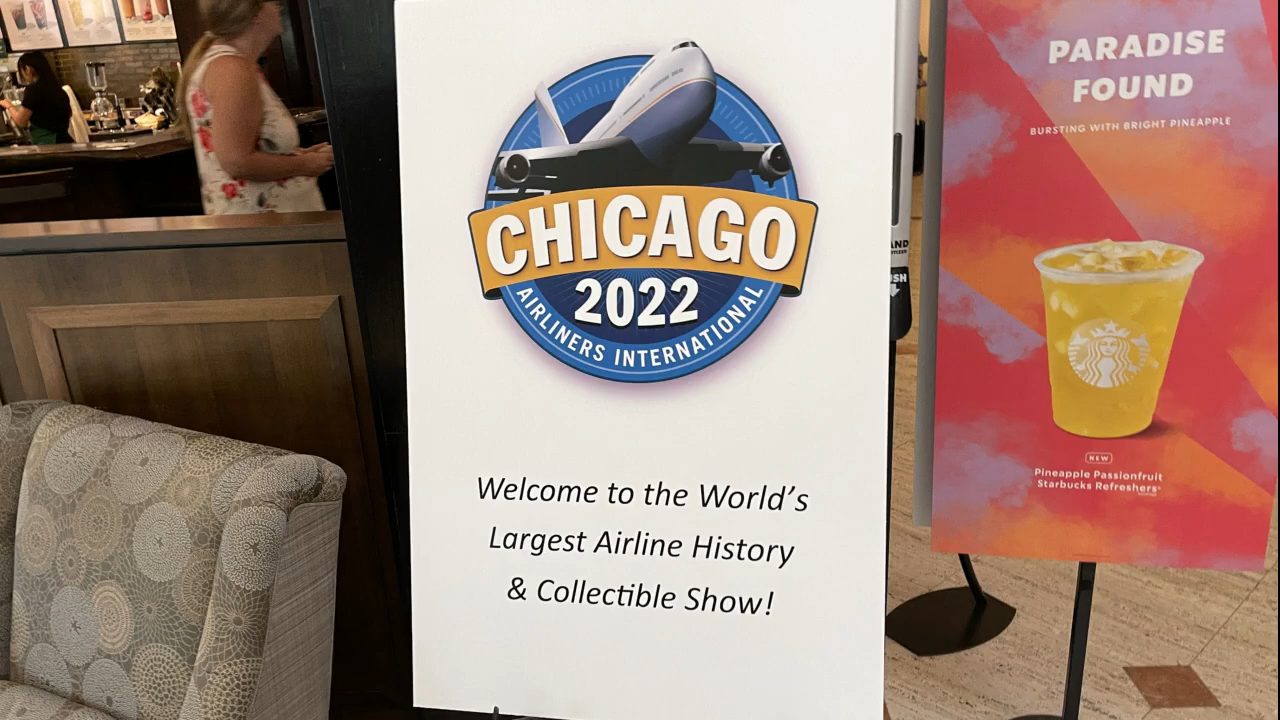 CHICAGO
2022
AIRLINERS INTERNATIONAL
Welcome to the World's
Largest Airline History
& Collectible Show!
PARADISE
FOUND
BURSTING WITH BRIGHT PINEAPPLE
NEW
Pineapple Passionfruit
Starbucks Refreshers